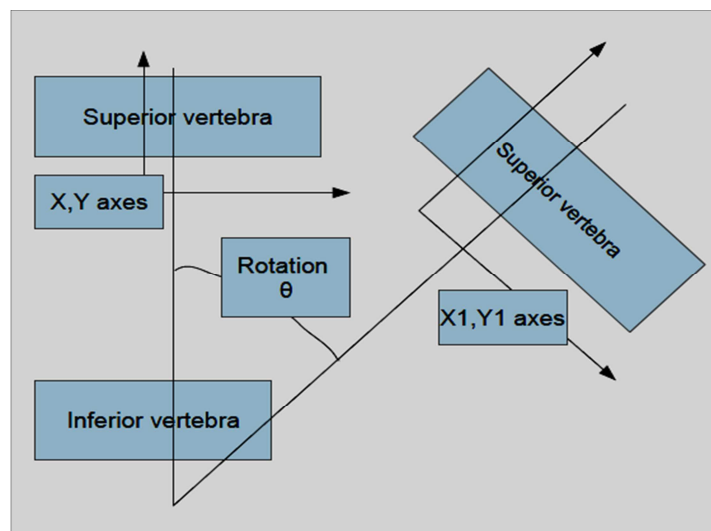 Superior vertebra
X,Y axes
Rotation
θ
Inferior vertebra
Superior vertebra
X1,Y1 axes